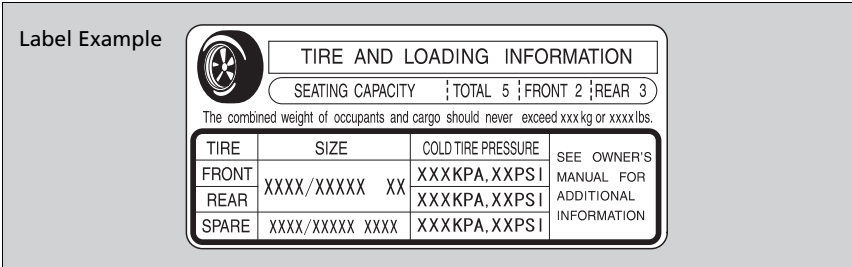 Label Example
TIRE AND LOADING INFORMATION
SEATING CAPACITY TOTAL 5 FRONT 2 REAR 3
The combined weight of occupants and cargo should never exceed xxx kg or xxxx lbs.
TIRE SIZE COLD TIRE PRESSURE
FRONT XXXX/XXXXX XX XXXKPA, XXPSI
REAR XXXKPA, XXPSI
SPARE XXXX/XXXXX XXXX XXXKPA, XXPSI
SEE OWNER'S
MANUAL FOR
ADDITIONAL
INFORMATION